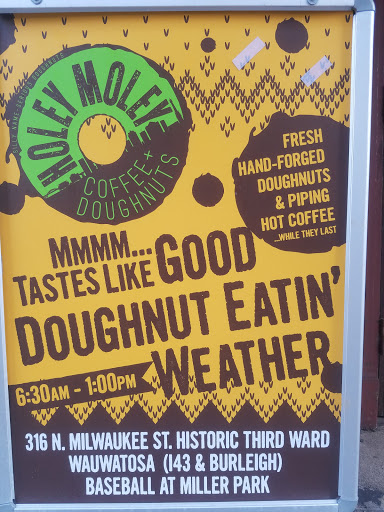 HOLEY MOLEY
COFFEE +
DOUGHNUTS
FRESH
HAND-FORGED
DOUGHNUTS
& PIPING
HOT COFFEE
...WHILE THEY LAST
MMMM...
TASTES LIKE GOOD
DOUGHNUT EATIN'
WEATHER
6:30AM - 1:00PM
316 N. MILWAUKEE ST. HISTORIC THIRD WARD
WAUWATOSA (I43 & BURLEIGH)
BASEBALL AT MILLER PARK